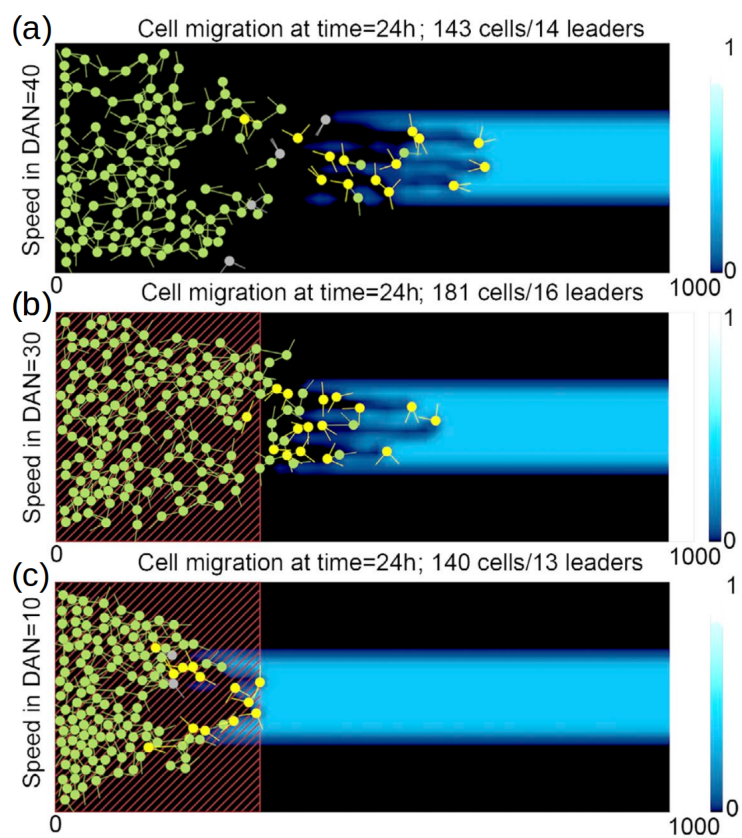 (a)
Cell migration at time=24h; 143 cells/14 leaders
Speed in DAN=40
1
0
0
1000
(b)
Cell migration at time=24h; 181 cells/16 leaders
Speed in DAN=30
1
0
0
1000
(c)
Cell migration at time=24h; 140 cells/13 leaders
Speed in DAN=10
1
0
0
1000